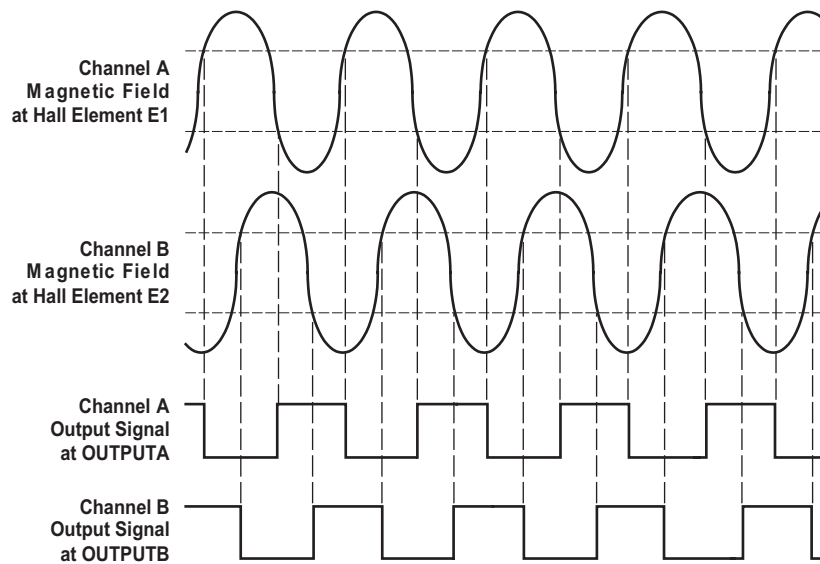 Channel A
Magnetic Field
at Hall Element E1
Channel B
Magnetic Field
at Hall Element E2
Channel A
Output Signal
at OUTPUTA
Channel B
Output Signal
at OUTPUTB